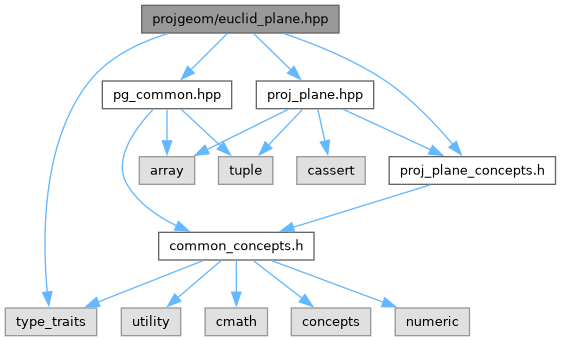 projgeom/euclid_plane.hpp
pg_common.hpp
proj_plane.hpp
array
tuple
cassert
proj_plane_concepts.h
common_concepts.h
type_traits
utility
cmath
concepts
numeric